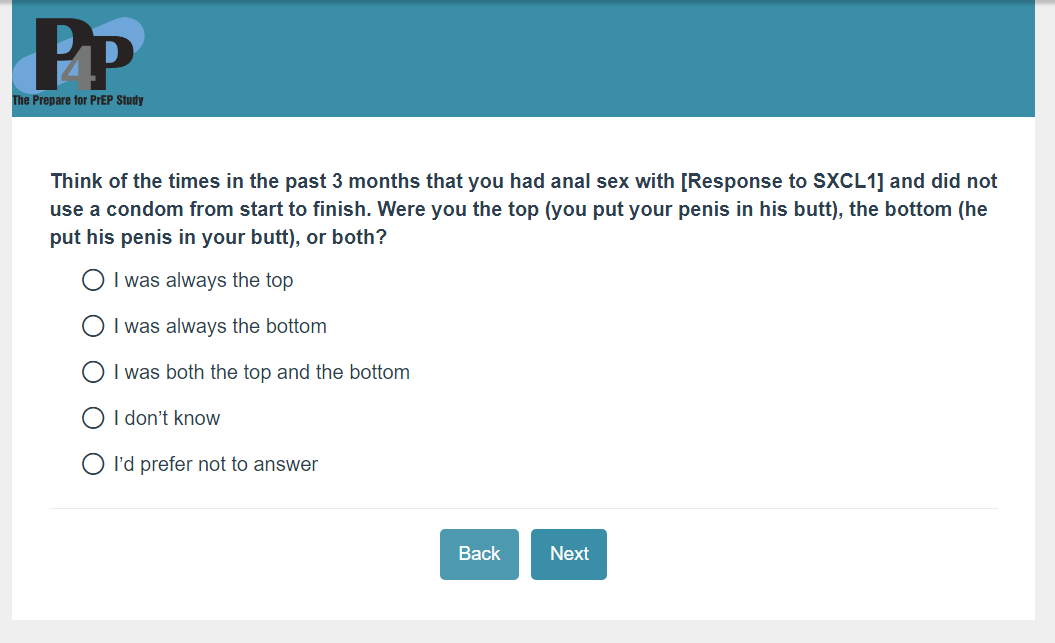 P4P
The Prepare for PrEP Study
Think of the times in the past 3 months that you had anal sex with [Response to SXCL1] and did not
use a condom from start to finish. Were you the top (you put your penis in his butt), the bottom (he
put his penis in your butt), or both?
I was always the top
I was always the bottom
I was both the top and the bottom
I don’t know
I’d prefer not to answer
Back
Next